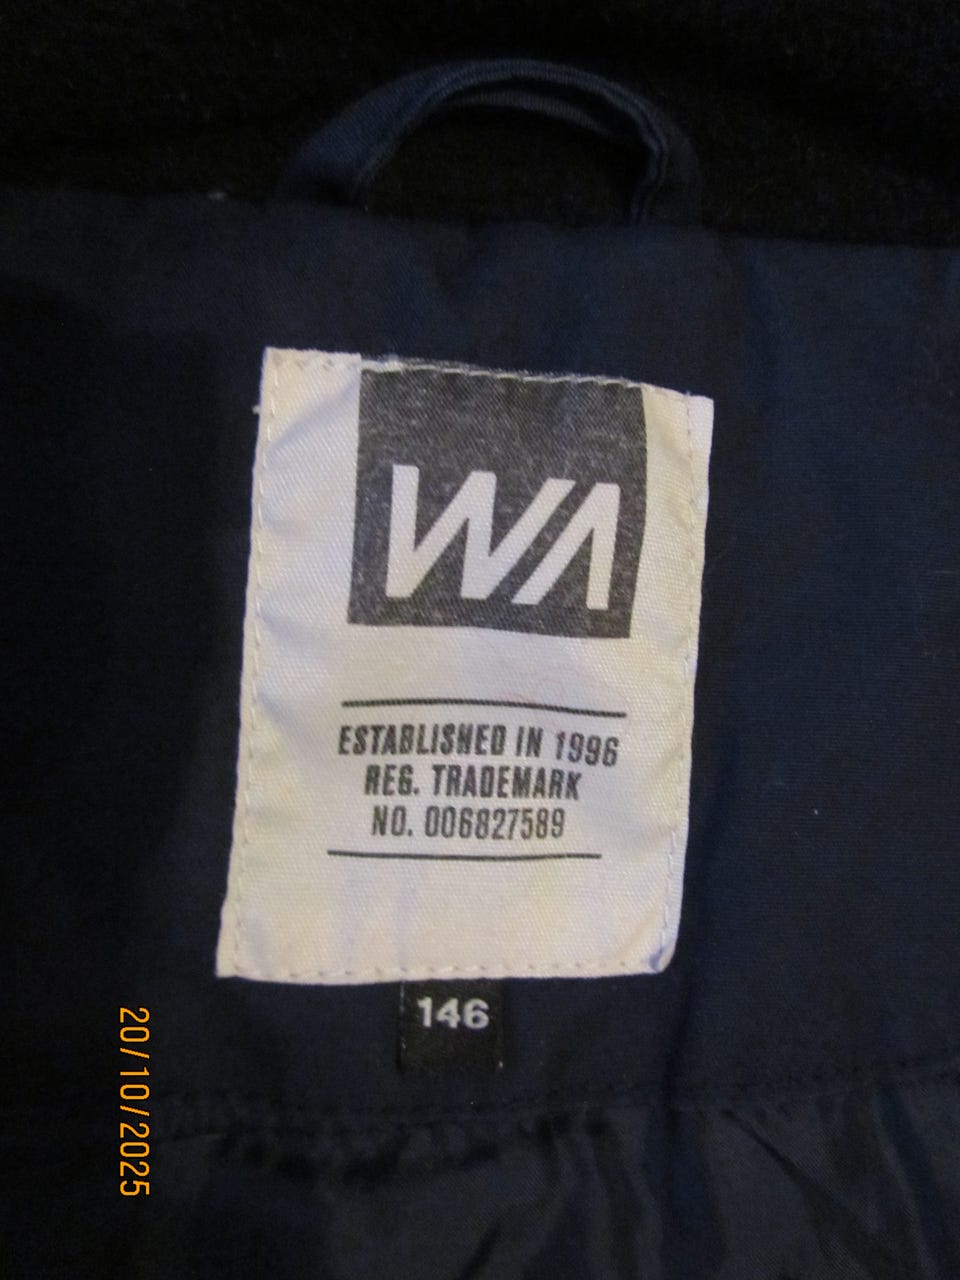 WA
ESTABLISHED IN 1996
REG. TRADEMARK
NO. 006827589
146
20/10/2025